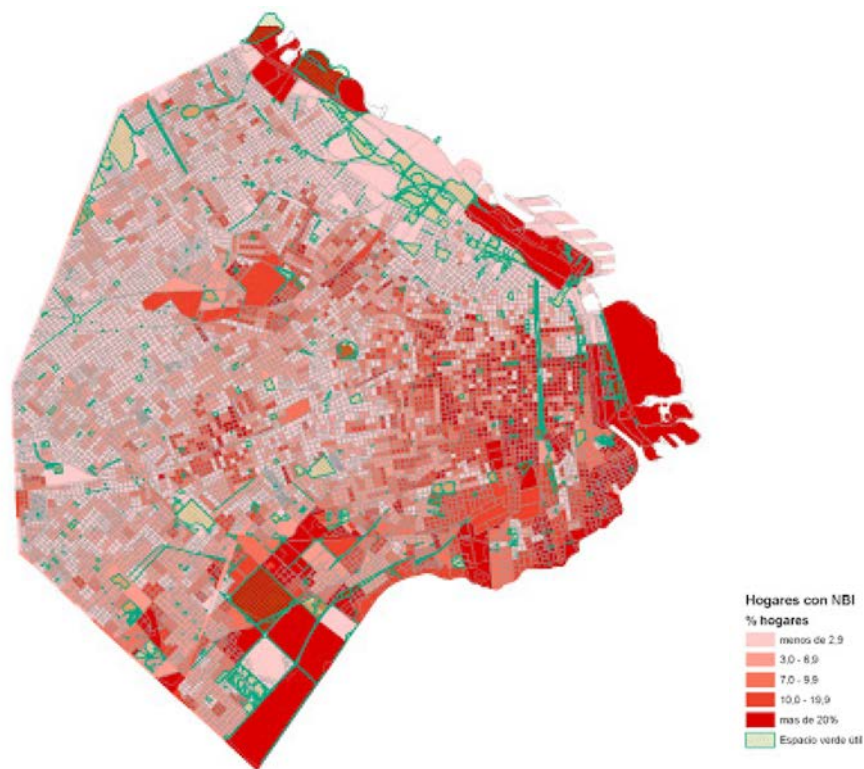 Hogares con NBI
% hogares
menos de 2,9
3,0 - 6,9
7,0 - 9,9
10,0 - 19,9
mas de 20%
Espacio verde útil